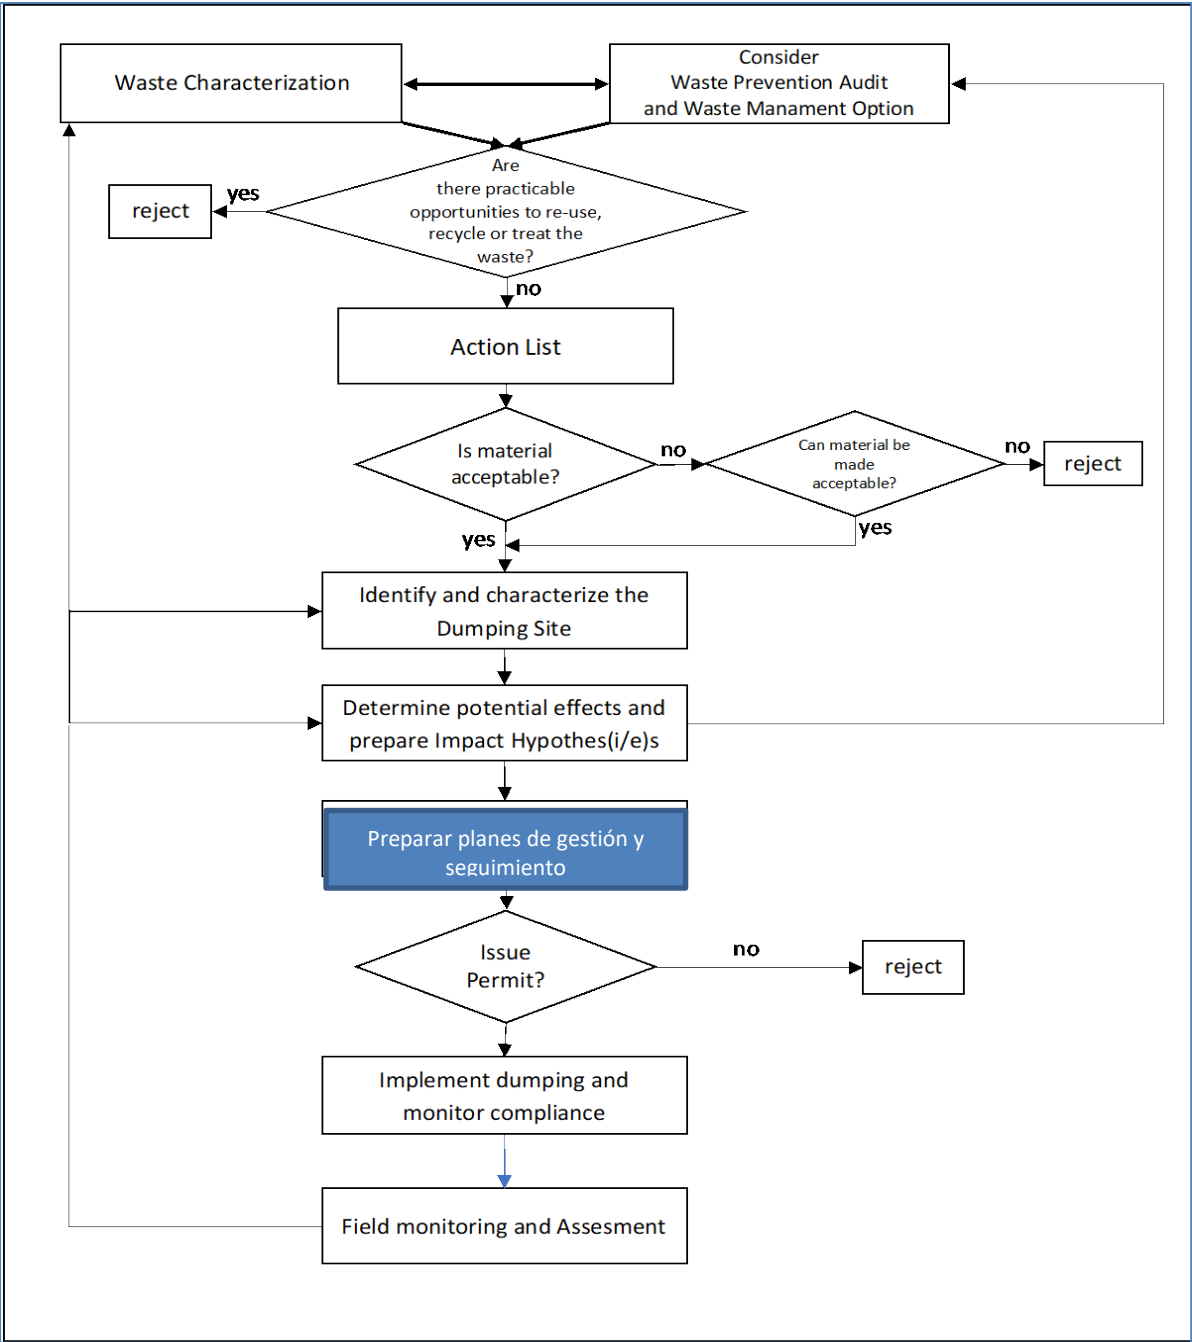 Waste Characterization
Consider
Waste Prevention Audit
and Waste Manament Option
Are
there practicable
opportunities to re-use,
recycle or treat the
waste?
yes
reject
no
Action List
Is material
acceptable?
no
Can material be
made
acceptable?
no
reject
yes
yes
Identify and characterize the
Dumping Site
Determine potential effects and
prepare Impact Hypothes(i/e)s
Preparar planes de gestión y
seguimiento
Issue
Permit?
no
reject
Implement dumping and
monitor compliance
Field monitoring and Assesment